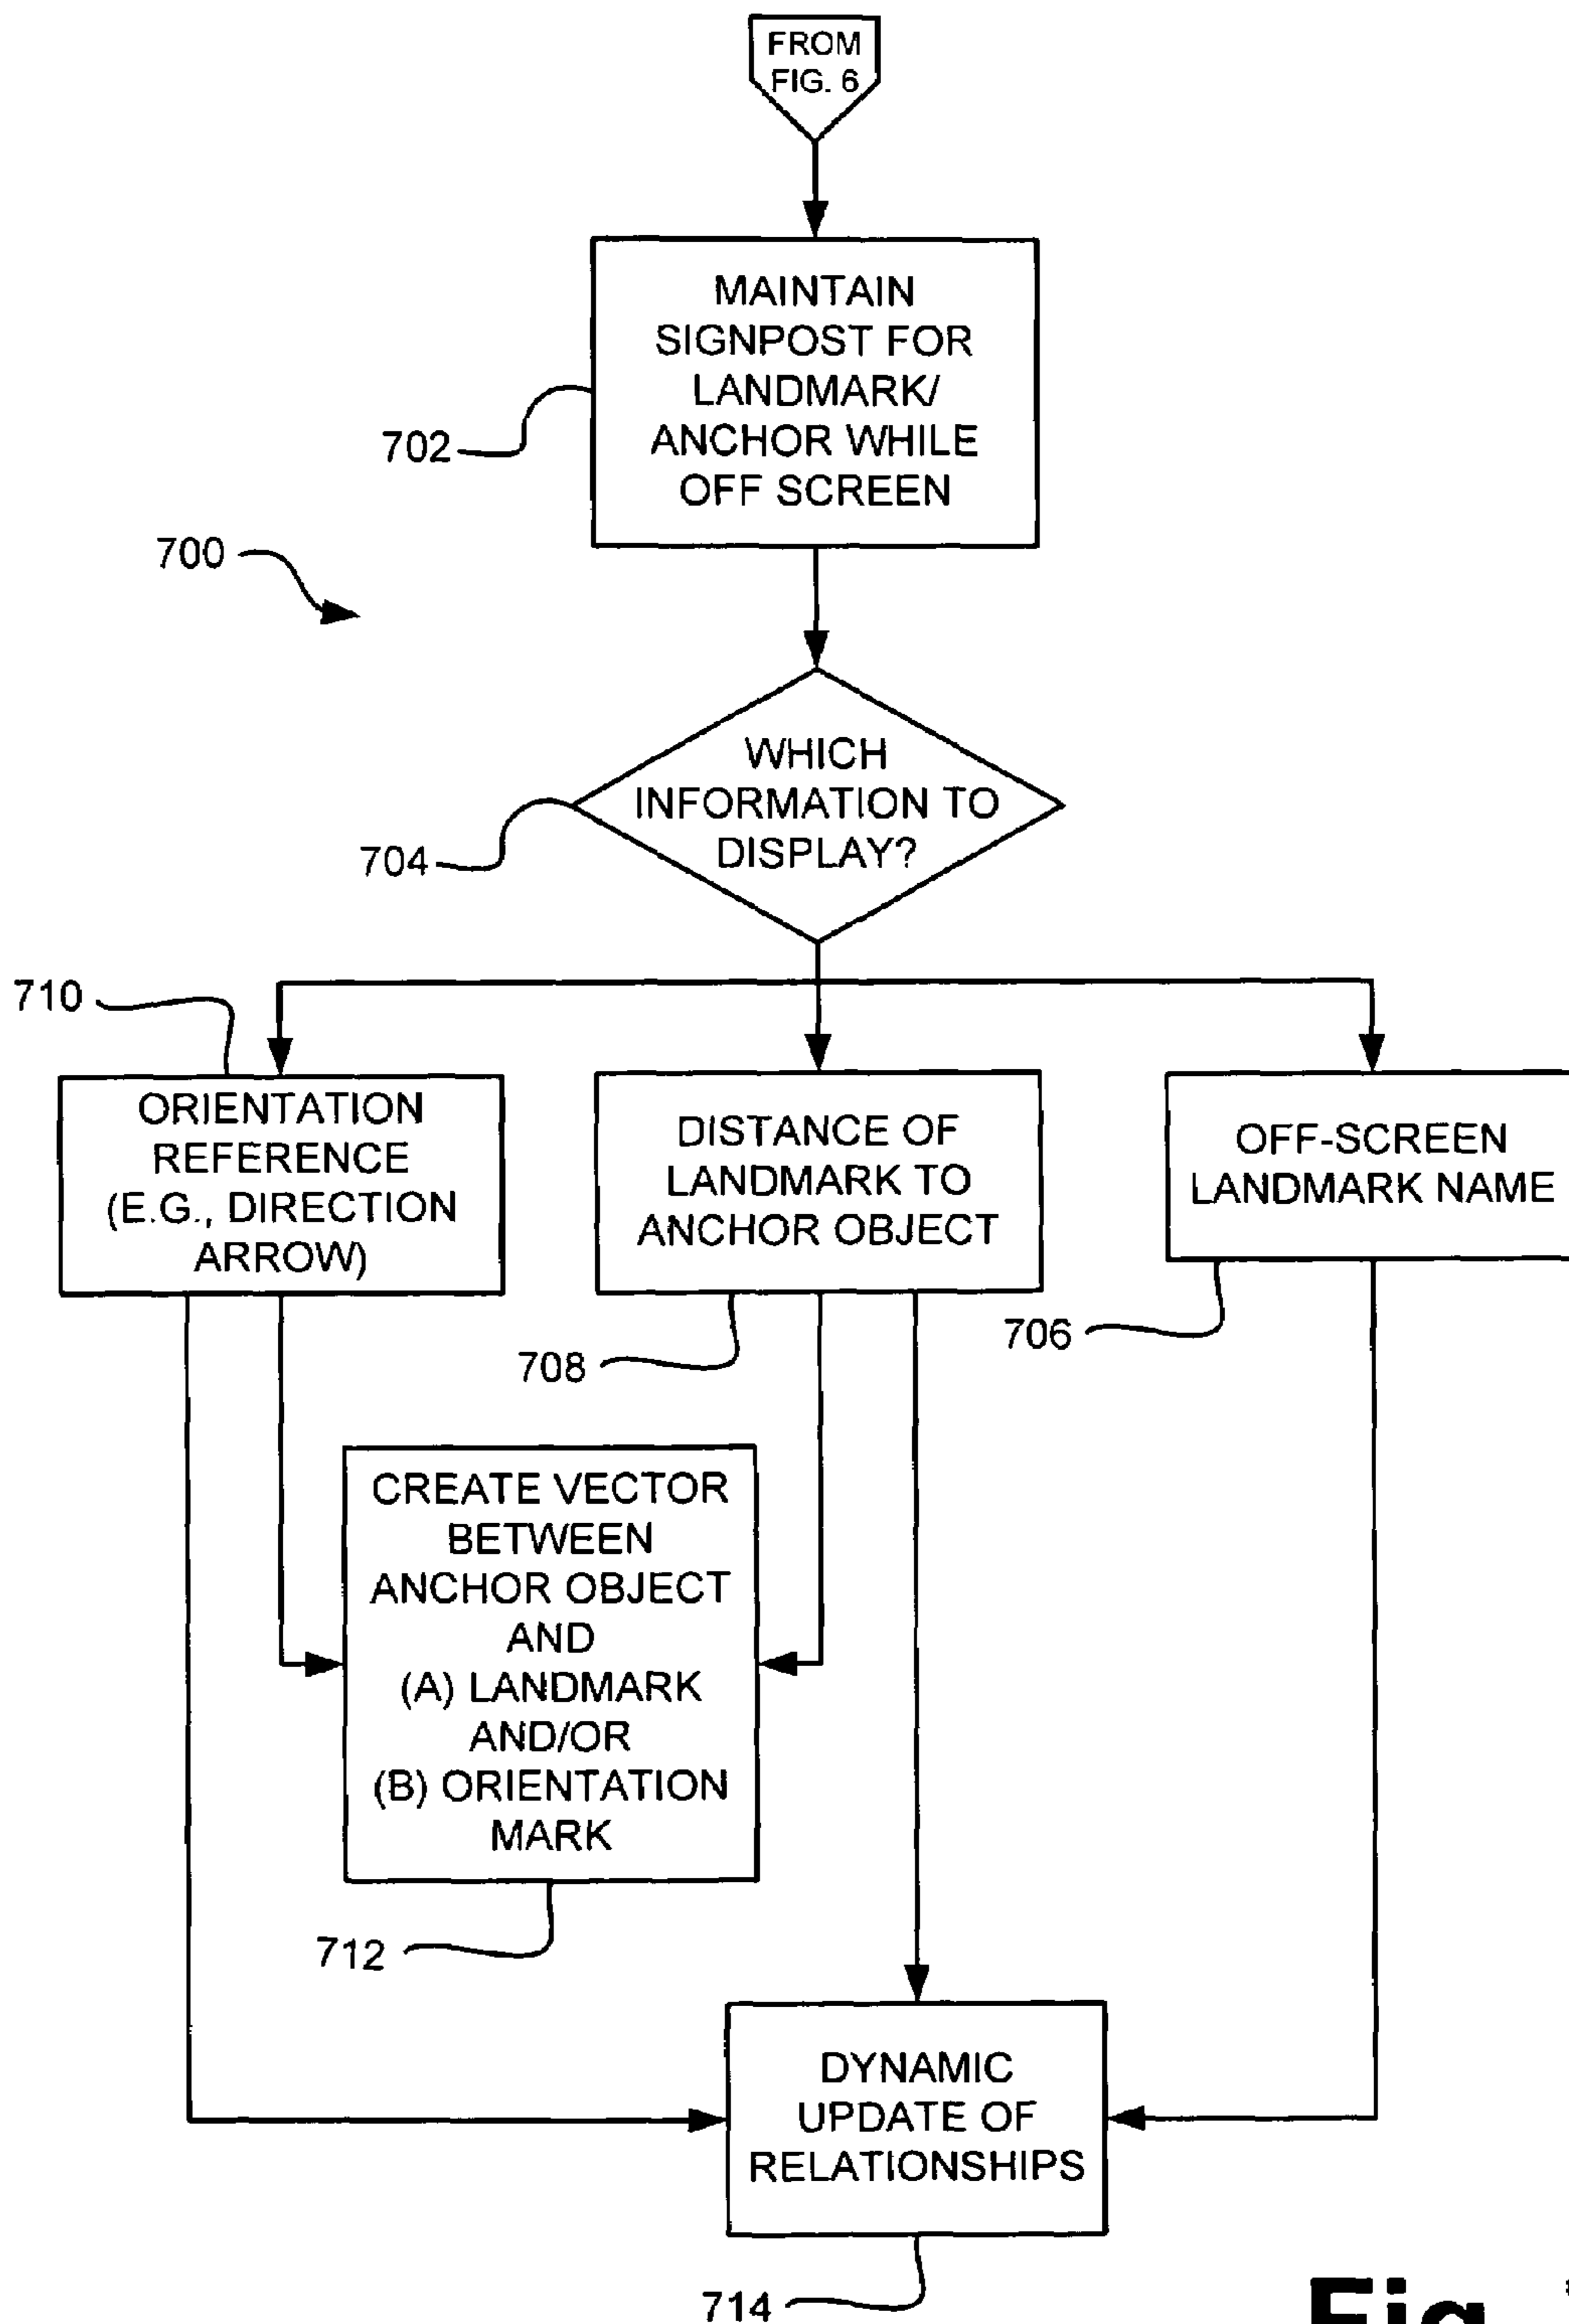 FROM
FIG. 6
MAINTAIN
SIGNPOST FOR
LANDMARK/
ANCHOR WHILE
OFF SCREEN
702
700
WHICH
INFORMATION TO
DISPLAY?
704
710
ORIENTATION
REFERENCE
(E.G., DIRECTION
ARROW)
DISTANCE OF
LANDMARK TO
ANCHOR OBJECT
OFF-SCREEN
LANDMARK NAME
706
708
CREATE VECTOR
BETWEEN
ANCHOR OBJECT
AND
(A) LANDMARK
AND/OR
(B) ORIENTATION
MARK
712
DYNAMIC
UPDATE OF
RELATIONSHIPS
714
Fig.